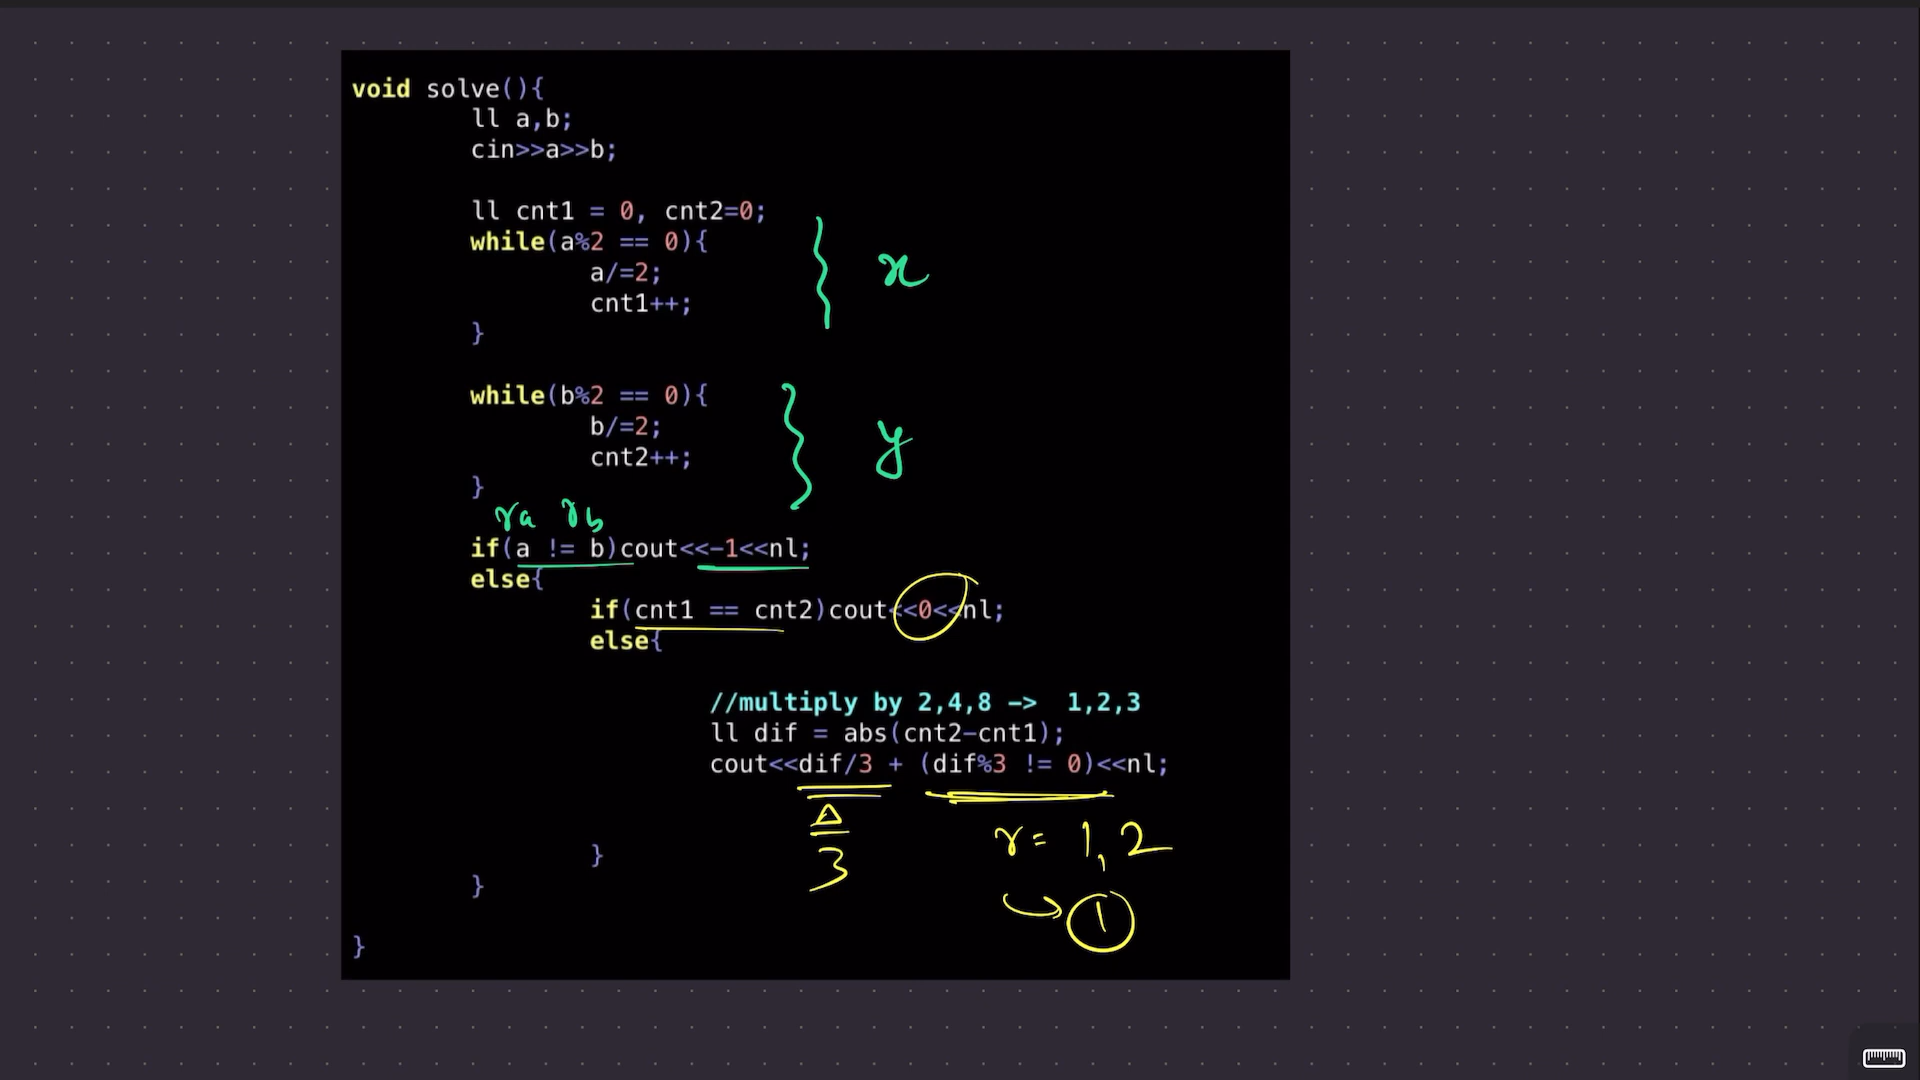 void solve(){
ll a,b;
cin>>a>>b;
ll cnt1 = 0, cnt2=0;
while(a%2 == 0){
a/=2;
cnt1++;
}
x
while(b%2 == 0){
b/=2;
cnt2++;
}
y
ra rb
if(a != b)cout<<-1<<nl;
else{
if(cnt1 == cnt2)cout<<0<<nl;
else{
//multiply by 2,4,8 -> 1,2,3
ll dif = abs(cnt2-cnt1);
cout<<dif/3 + (dif%3 != 0)<<nl;
Δ
3
r = 1, 2
1
}
}
}